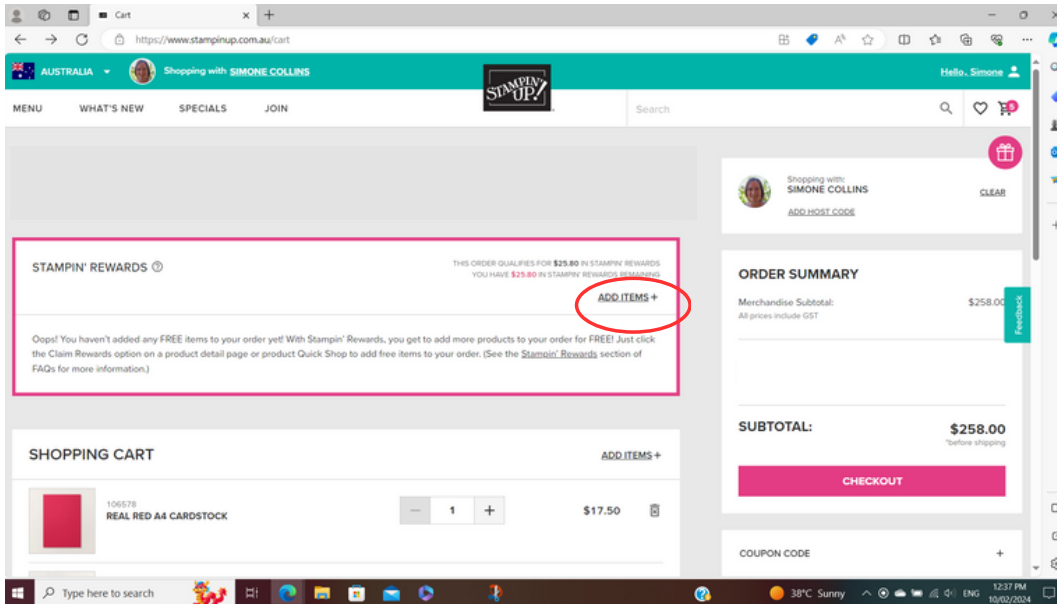 Cart
https://www.stampinup.com.au/cart
AUSTRALIA
Shopping with SIMONE COLLINS
Hello, Simone
STAMPIN' UP!
MENU WHAT'S NEW SPECIALS JOIN
Search
5
Shopping with:
SIMONE COLLINS
CLEAR
ADD HOST CODE
STAMPIN' REWARDS
THIS ORDER QUALIFIES FOR $25.80 IN STAMPIN' REWARDS
YOU HAVE $25.80 IN STAMPIN' REWARDS REMAINING
ADD ITEMS +
Oops! You haven't added any FREE items to your order yet! With Stampin' Rewards, you get to add more products to your order for FREE! Just click
the Claim Rewards option on a product detail page or product Quick Shop to add free items to your order. (See the Stampin' Rewards section of
FAQs for more information.)
ORDER SUMMARY
Merchandise Subtotal: $258.00
All prices include GST
Feedback
SUBTOTAL: $258.00
*before shipping
CHECKOUT
SHOPPING CART
ADD ITEMS +
106578
REAL RED A4 CARDSTOCK
1
$17.50
COUPON CODE +
Type here to search
38°C Sunny
ENG
12:37 PM
10/02/2024